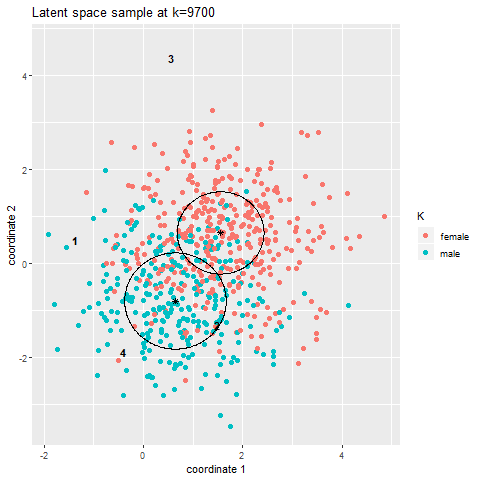 Latent space sample at k=9700
3
4
2
1
coordinate 2
0
2
4
-2
-2
0
2
4
coordinate 1
K
female
male